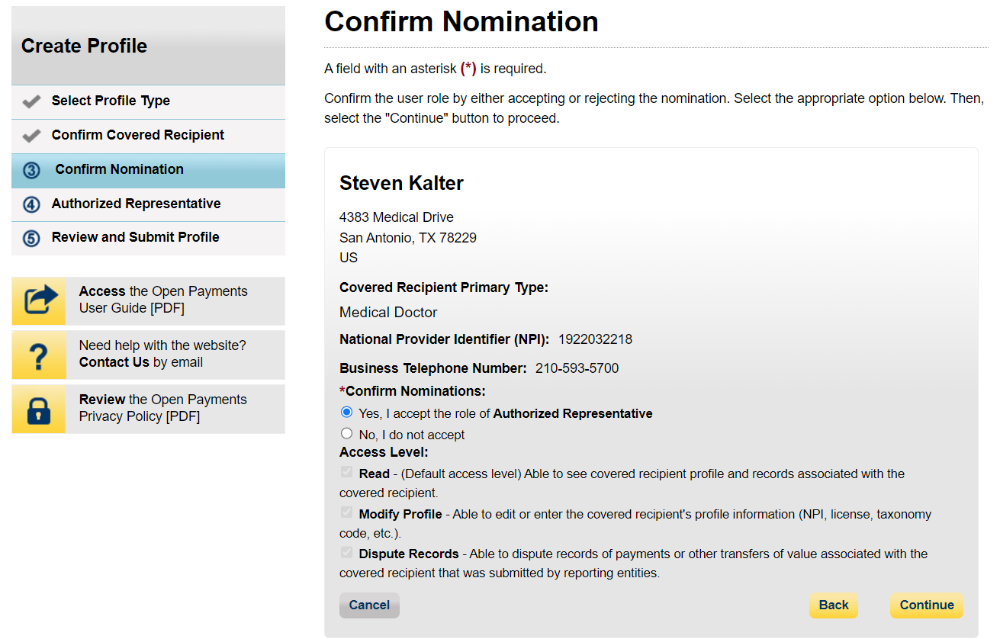 Create Profile
Select Profile Type
Confirm Covered Recipient
3 Confirm Nomination
4 Authorized Representative
5 Review and Submit Profile
Access the Open Payments
User Guide [PDF]
? Need help with the website?
Contact Us by email
Review the Open Payments
Privacy Policy [PDF]
Confirm Nomination
A field with an asterisk (*) is required.
Confirm the user role by either accepting or rejecting the nomination. Select the appropriate option below. Then,
select the "Continue" button to proceed.
Steven Kalter
4383 Medical Drive
San Antonio, TX 78229
US
Covered Recipient Primary Type:
Medical Doctor
National Provider Identifier (NPI): 1922032218
Business Telephone Number: 210-593-5700
*Confirm Nominations:
Yes, I accept the role of Authorized Representative
No, I do not accept
Access Level:
Read - (Default access level) Able to see covered recipient profile and records associated with the
covered recipient.
Modify Profile - Able to edit or enter the covered recipient's profile information (NPI, license, taxonomy
code, etc.).
Dispute Records - Able to dispute records of payments or other transfers of value associated with the
covered recipient that was submitted by reporting entities.
Cancel Back Continue